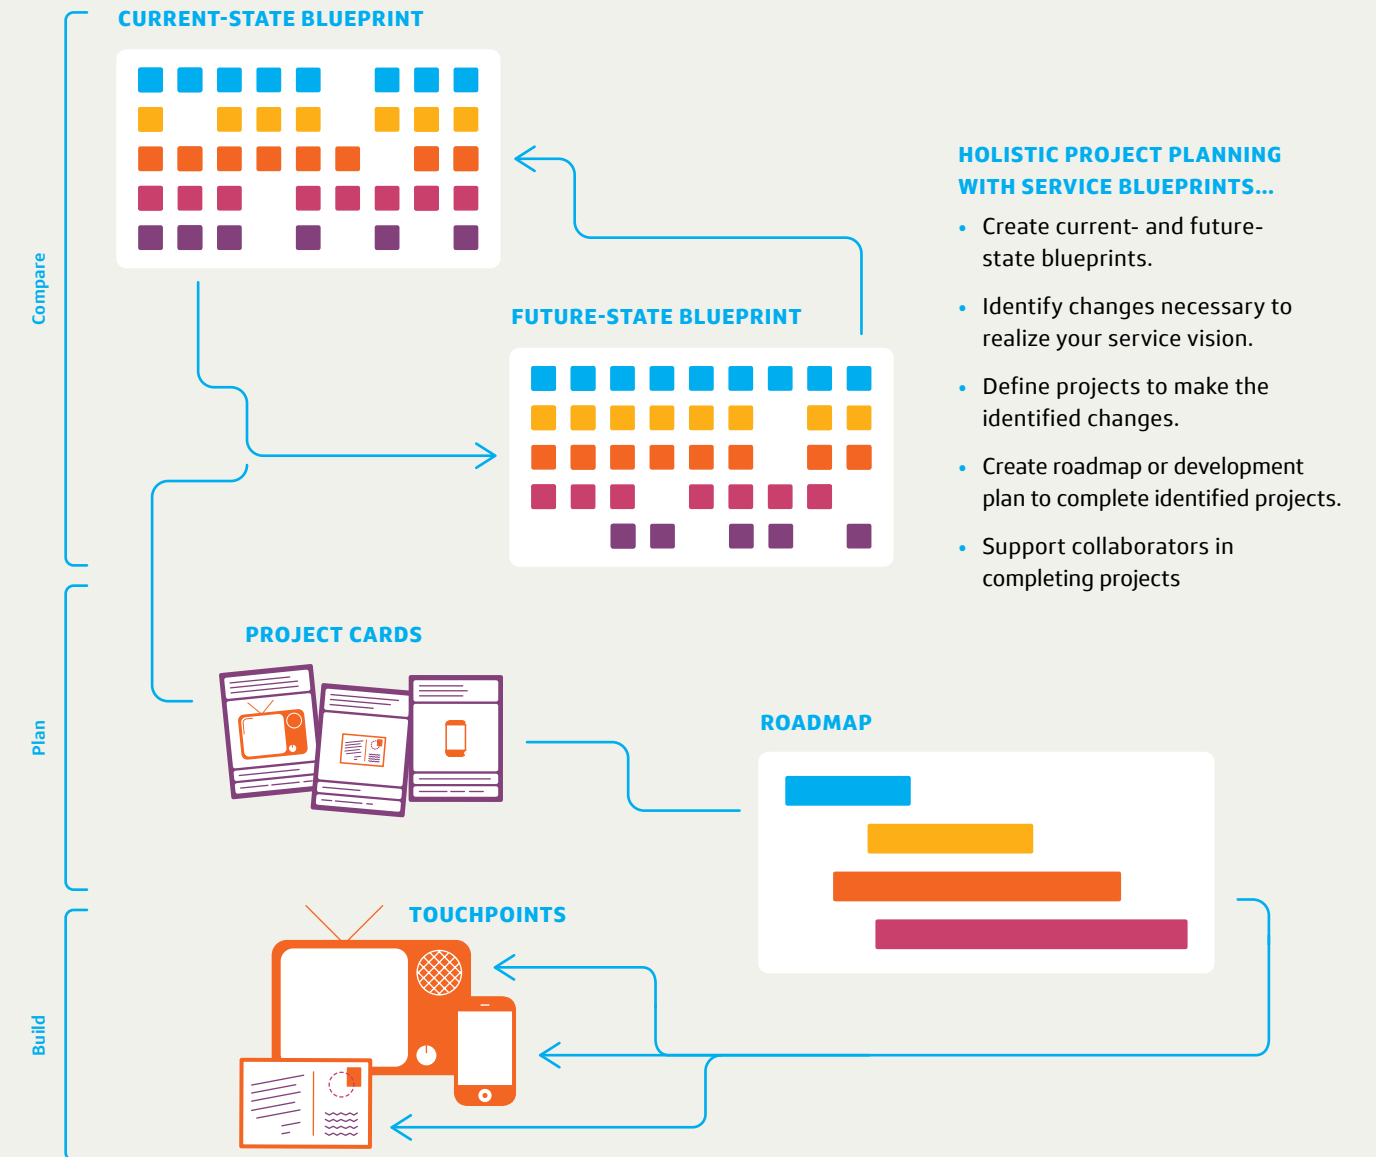 CURRENT-STATE BLUEPRINT
HOLISTIC PROJECT PLANNING
WITH SERVICE BLUEPRINTS...
• Create current- and future-
state blueprints.
• Identify changes necessary to
realize your service vision.
• Define projects to make the
identified changes.
• Create roadmap or development
plan to complete identified projects.
• Support collaborators in
completing projects
Compare
FUTURE-STATE BLUEPRINT
PROJECT CARDS
Plan
ROADMAP
TOUCHPOINTS
Build